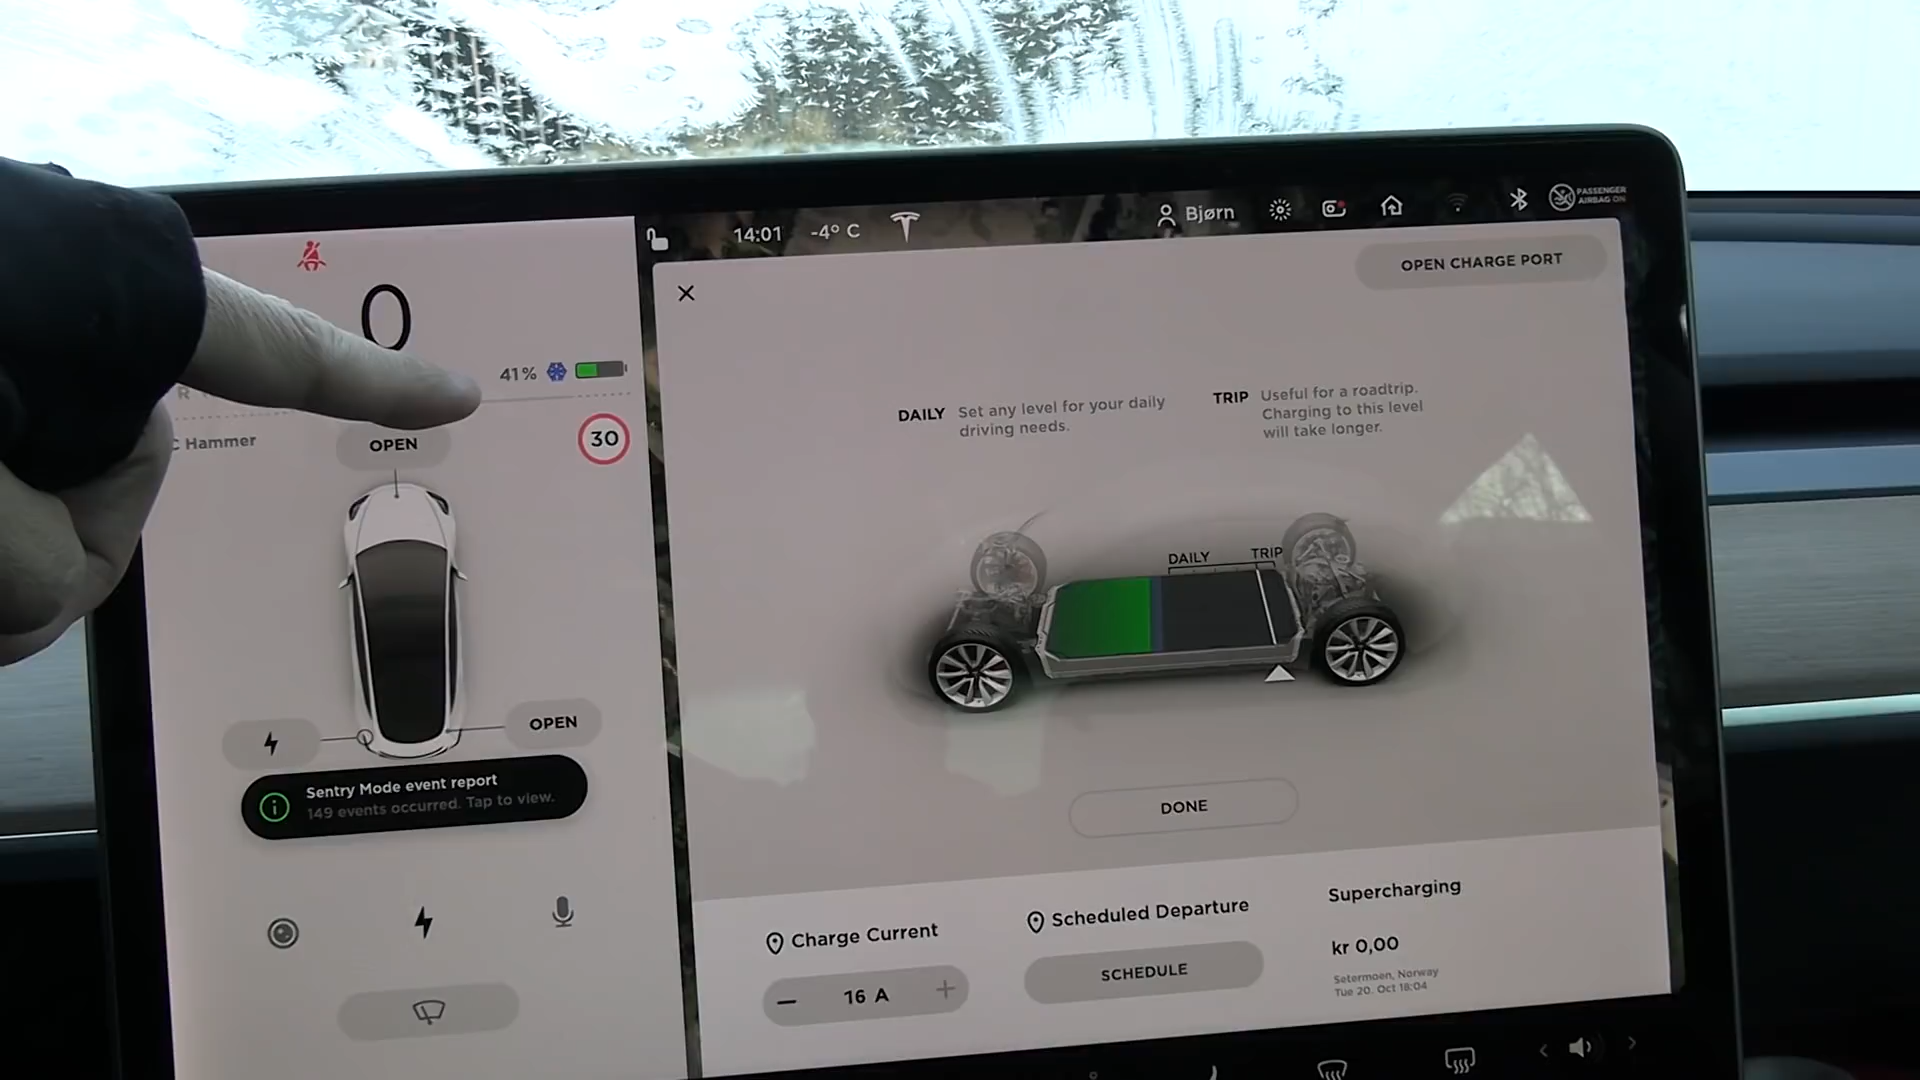 14:01
-4° C
Bjørn
PASSENGER
AIRBAG ON
OPEN CHARGE PORT
0
41%
R
C Hammer
OPEN
30
OPEN
Sentry Mode event report
149 events occurred. Tap to view.
DAILY
Set any level for your daily
driving needs.
TRIP
Useful for a roadtrip.
Charging to this level
will take longer.
DAILY
TRIP
DONE
Charge Current
16 A
Scheduled Departure
SCHEDULE
Supercharging
kr 0,00
Setermoen, Norway
Tue 20. Oct 18:04